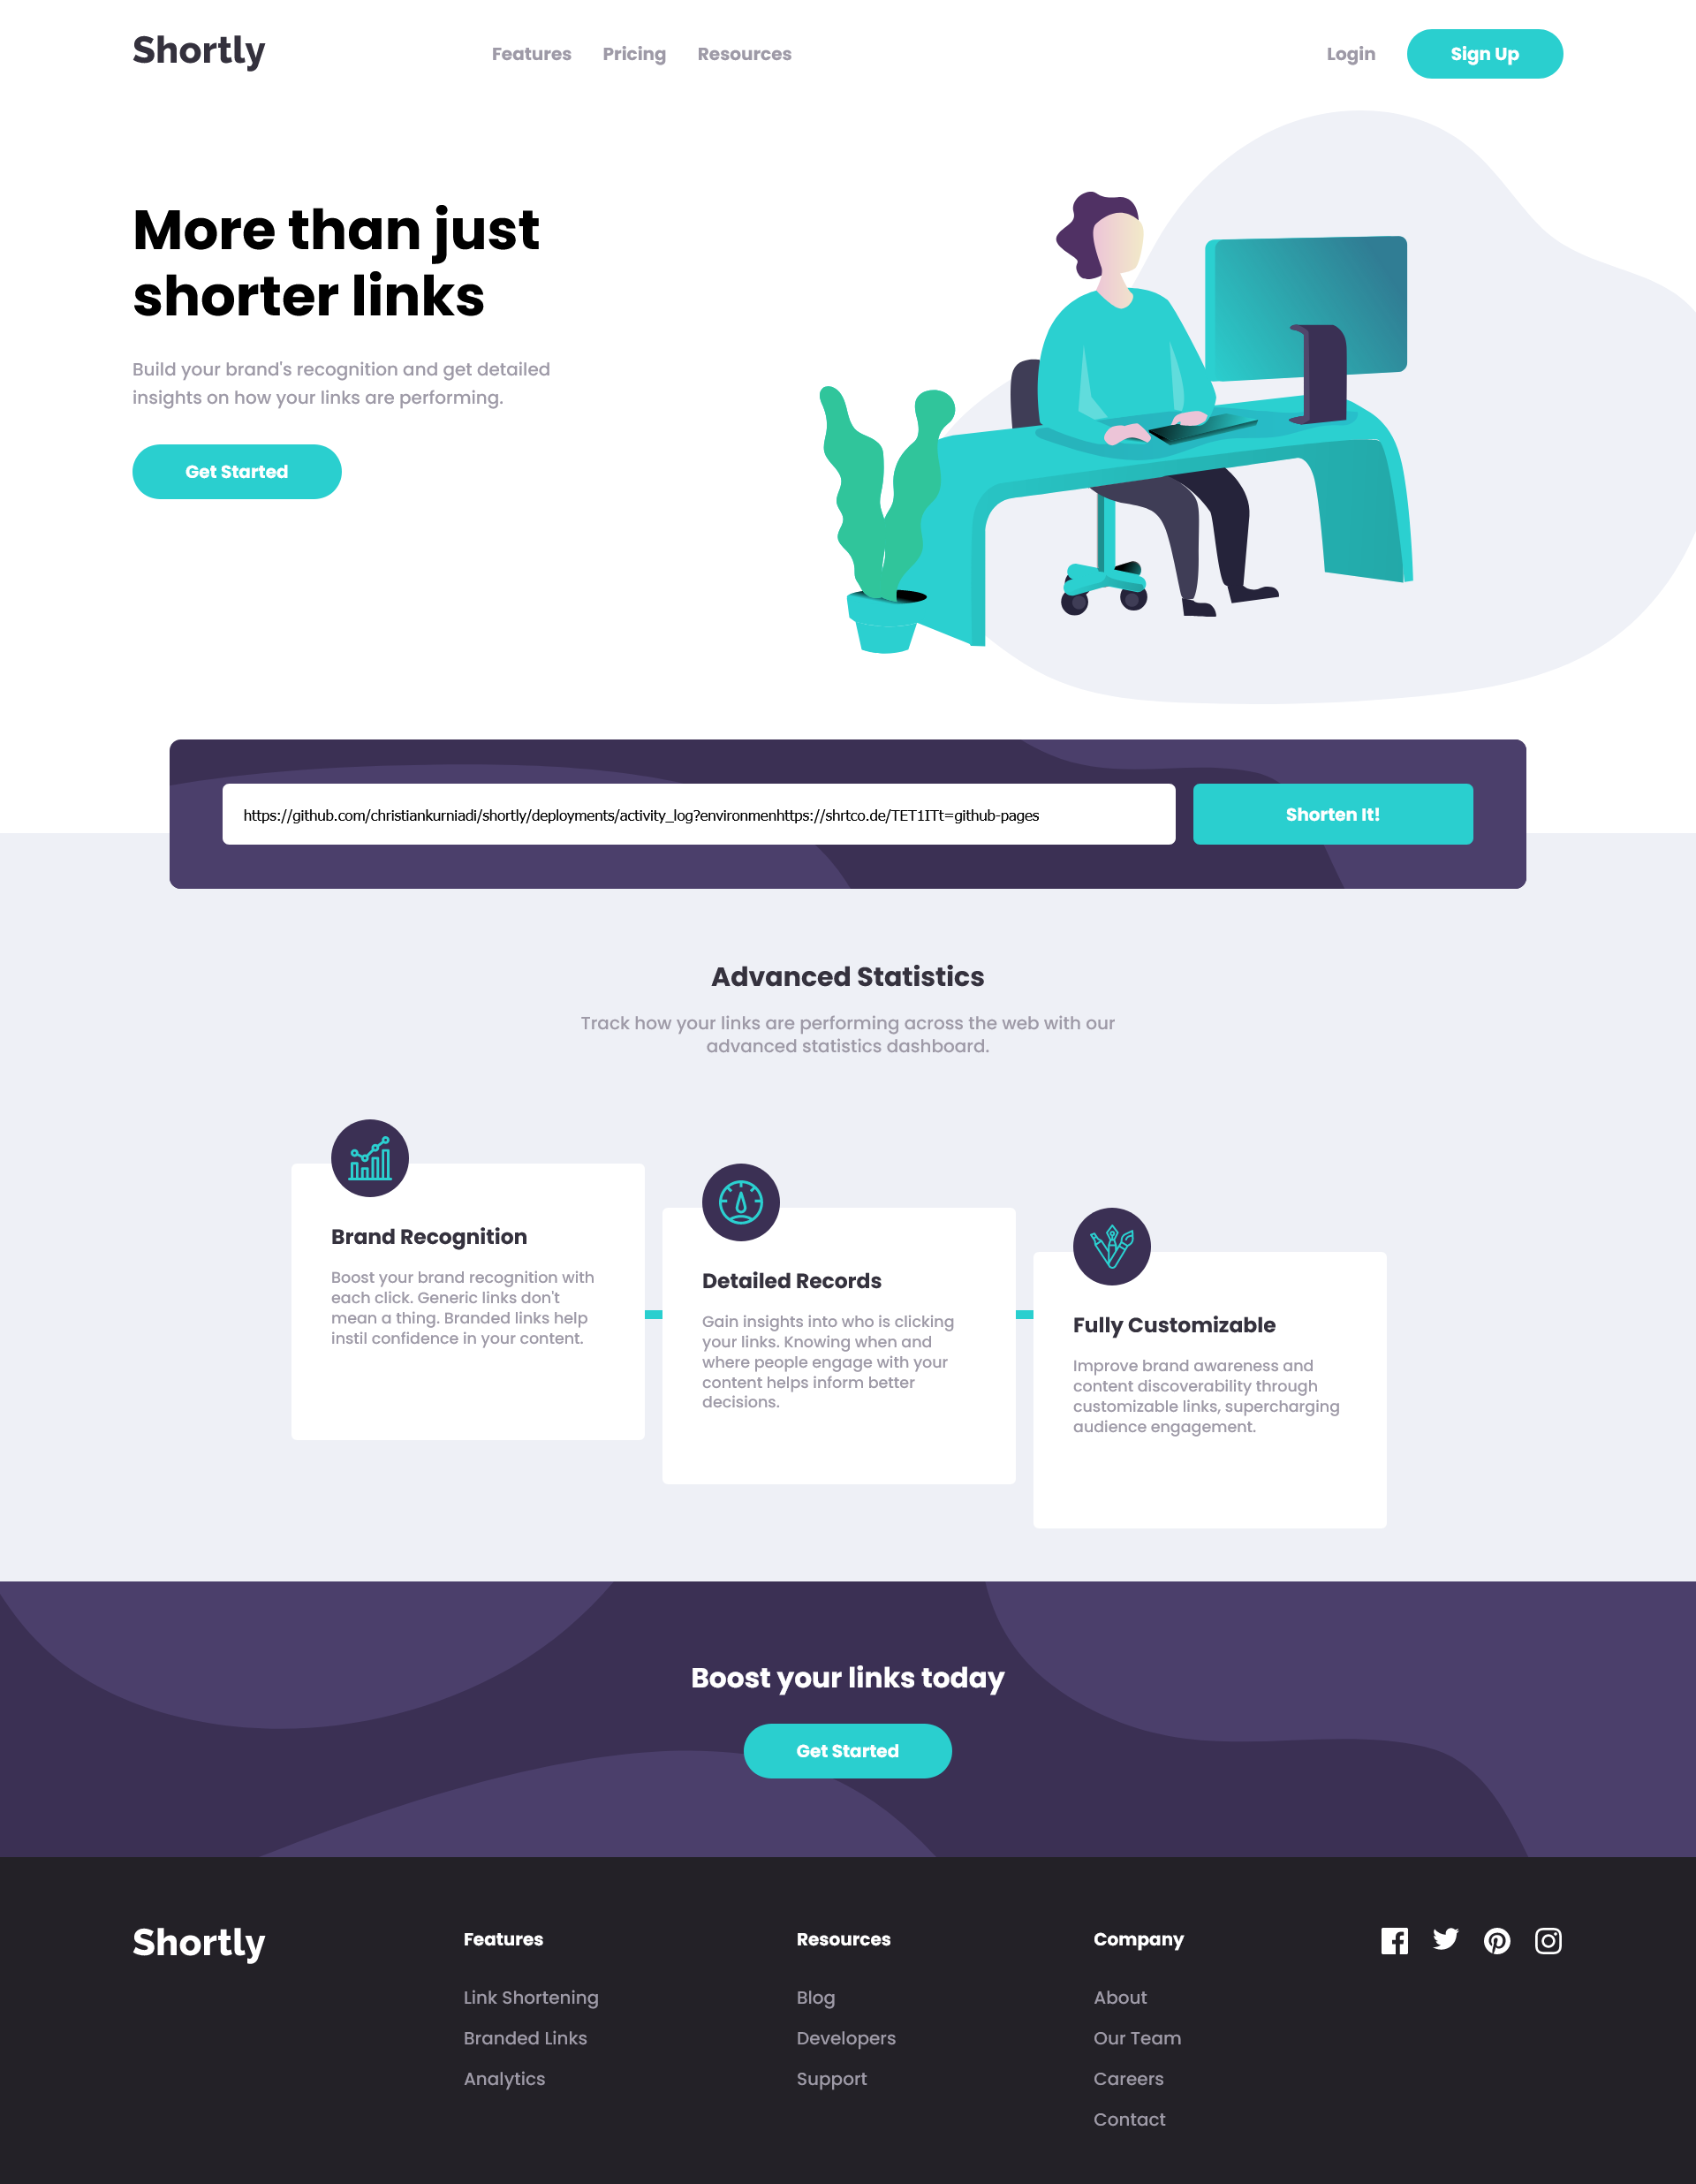 Shortly
Features
Pricing
Resources
Login
Sign Up
More than just
shorter links
Build your brand's recognition and get detailed
insights on how your links are performing.
Get Started
https://github.com/christiankurniadi/shortly/deployments/activity_log?environmenhttps://shrtco.de/TET1ITt=github-pages
Shorten It!
Advanced Statistics
Track how your links are performing across the web with our
advanced statistics dashboard.
Brand Recognition
Boost your brand recognition with
each click. Generic links don't
mean a thing. Branded links help
instil confidence in your content.
Detailed Records
Gain insights into who is clicking
your links. Knowing when and
where people engage with your
content helps inform better
decisions.
Fully Customizable
Improve brand awareness and
content discoverability through
customizable links, supercharging
audience engagement.
Boost your links today
Get Started
Shortly
Features
Link Shortening
Branded Links
Analytics
Resources
Blog
Developers
Support
Company
About
Our Team
Careers
Contact